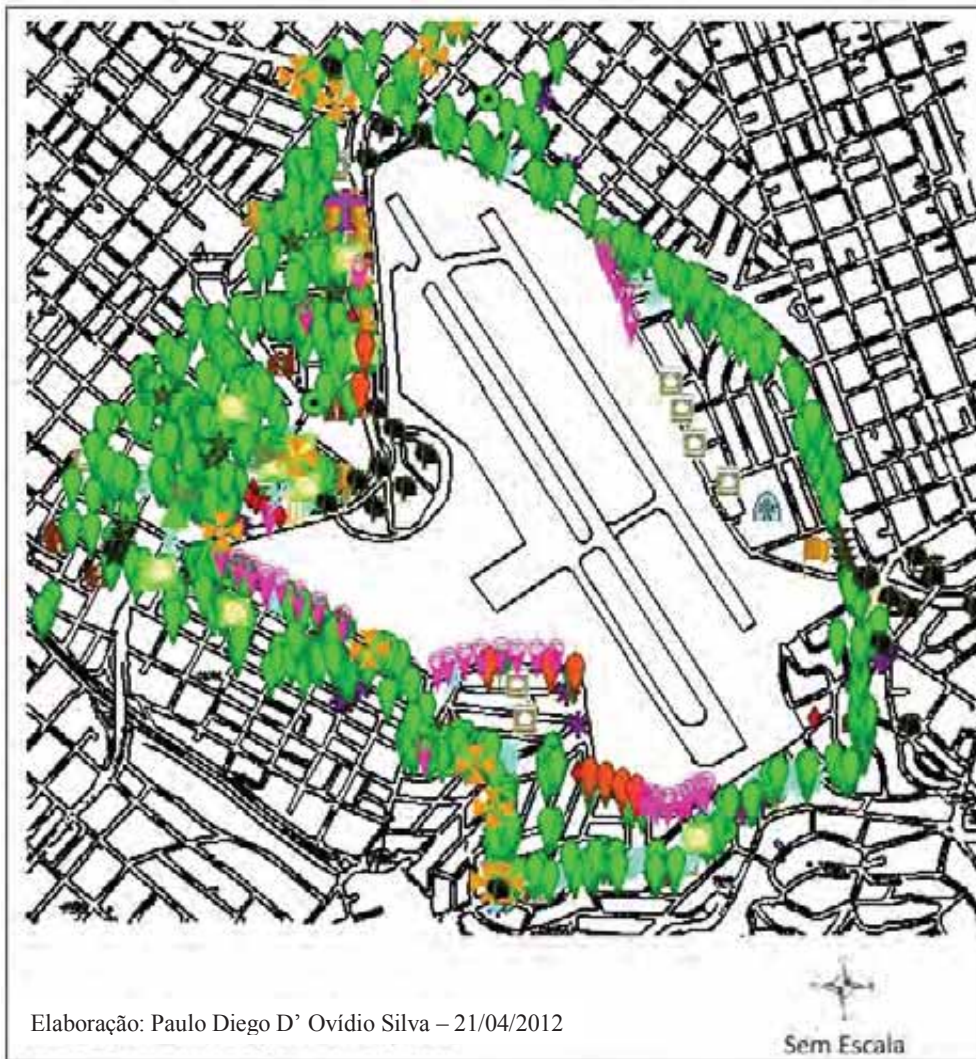 Elaboração: Paulo Diego D’ Ovídio Silva – 21/04/2012
Sem Escala